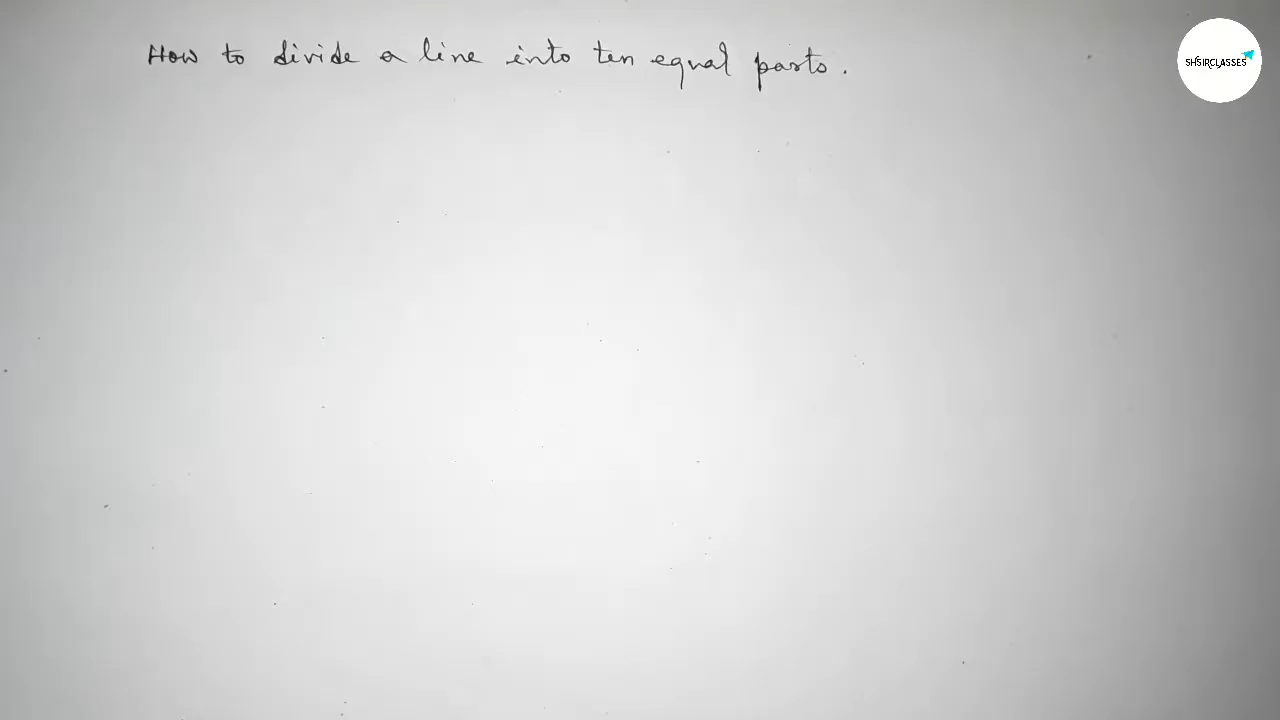 How to divide a line into ten equal parts.
SHSIRCLASSES